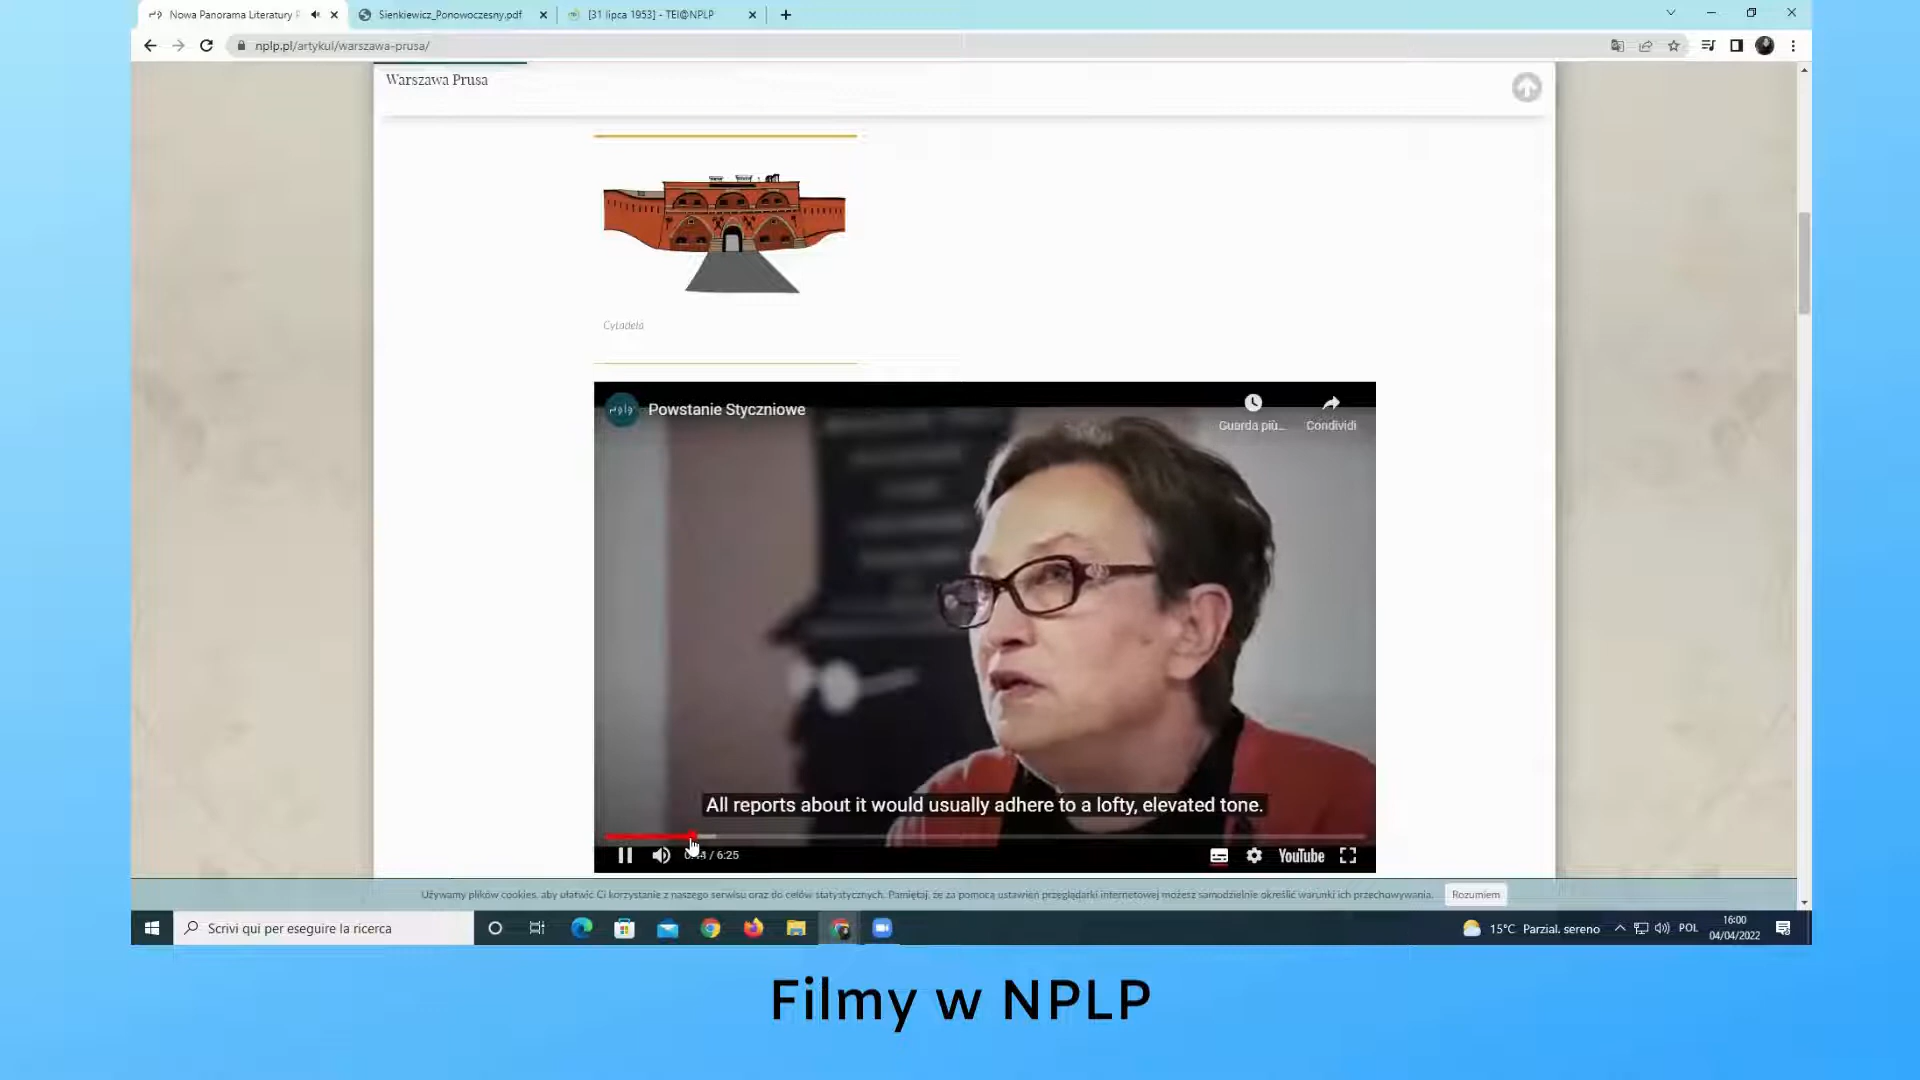 Nowa Panorama Literatury P
Sienkiewicz_Ponowoczesny.pdf
[31 lipca 1953] - TEI@NPLP
nplp.pl/artykul/warszawa-prusa/
Warszawa Prusa
Cytadela
nplp
Powstanie Styczniowe
Guarda più...
Condividi
All reports about it would usually adhere to a lofty, elevated tone.
/ 6:25
YouTube
Używamy plików cookies, aby ułatwić Ci korzystanie z naszego serwisu oraz do celów statystycznych. Pamiętaj, że za pomocą ustawień przeglądarki internetowej możesz samodzielnie określić warunki ich przechowywania.
Rozumiem
Scrivi qui per eseguire la ricerca
15°C Parzial. sereno
POL
16:00
04/04/2022
Filmy w NPLP